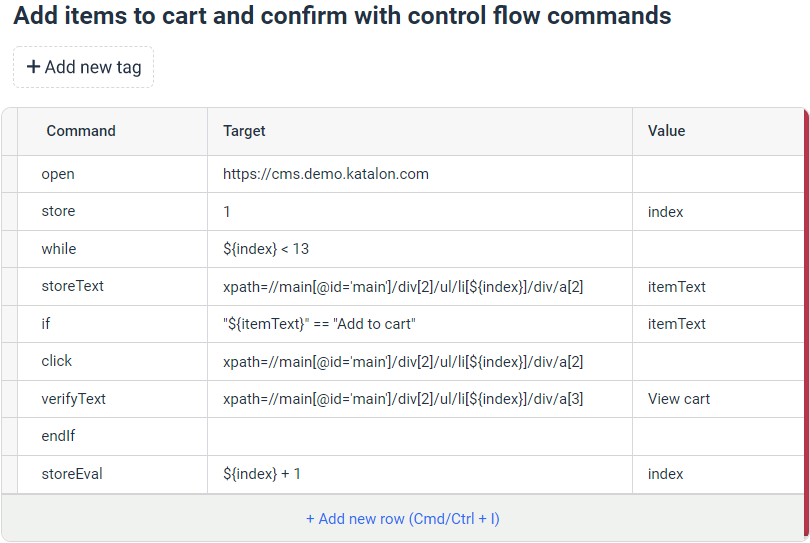 Add items to cart and confirm with control flow commands
+ Add new tag
Command Target Value
open https://cms.demo.katalon.com
store 1 index
while ${index} < 13
storeText xpath=//main[@id='main']/div[2]/ul/li[${index}]/div/a[2] itemText
if "${itemText}" == "Add to cart" itemText
click xpath=//main[@id='main']/div[2]/ul/li[${index}]/div/a[2]
verifyText xpath=//main[@id='main']/div[2]/ul/li[${index}]/div/a[3] View cart
endIf
storeEval ${index} + 1 index
+ Add new row (Cmd/Ctrl + I)